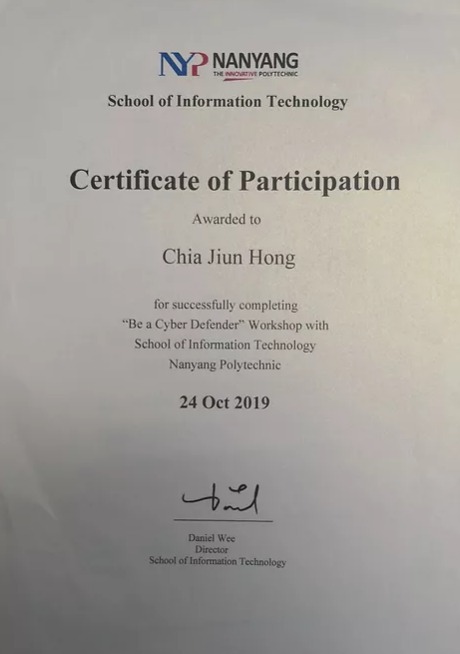 NYP NANYANG
THE INNOVATIVE POLYTECHNIC
School of Information Technology
Certificate of Participation
Awarded to
Chia Jiun Hong
for successfully completing
“Be a Cyber Defender” Workshop with
School of Information Technology
Nanyang Polytechnic
24 Oct 2019
Daniel Wee
Director
School of Information Technology